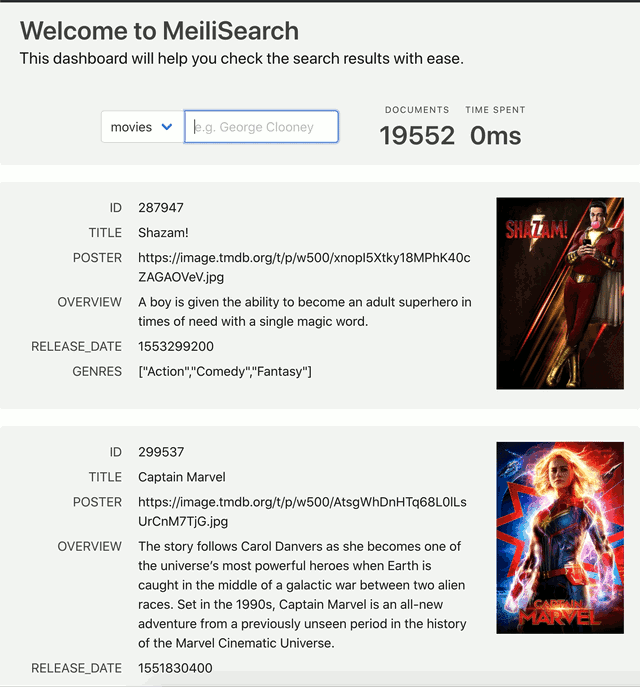 Welcome to MeiliSearch
This dashboard will help you check the search results with ease.
DOCUMENTS TIME SPENT
movies e.g. George Clooney 19552 0ms
ID 287947
TITLE Shazam!
POSTER https://image.tmdb.org/t/p/w500/xnopI5Xtky18MPhK40c
ZAGAOVeV.jpg
OVERVIEW A boy is given the ability to become an adult superhero in
times of need with a single magic word.
RELEASE_DATE 1553299200
GENRES ["Action","Comedy","Fantasy"]
SHAZAM!
ID 299537
TITLE Captain Marvel
POSTER https://image.tmdb.org/t/p/w500/AtsgWhDnHTq68L0lLs
UrCnM7TjG.jpg
OVERVIEW The story follows Carol Danvers as she becomes one of
the universe’s most powerful heroes when Earth is
caught in the middle of a galactic war between two alien
races. Set in the 1990s, Captain Marvel is an all-new
adventure from a previously unseen period in the history
of the Marvel Cinematic Universe.
RELEASE_DATE 1551830400
CAPTAIN
MARVEL